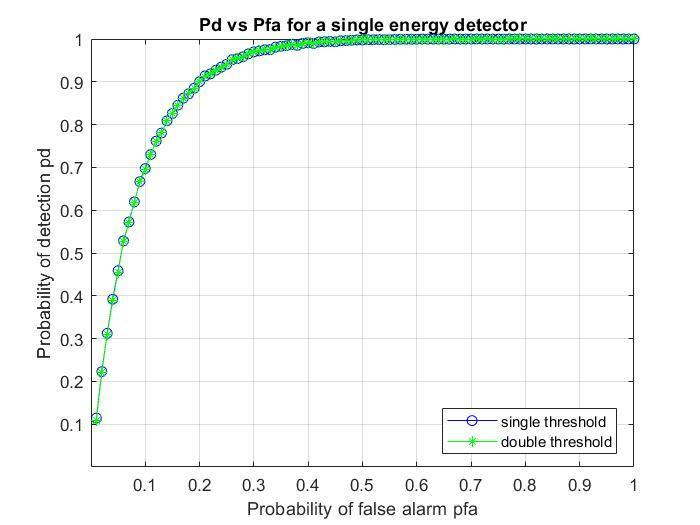 Pd vs Pfa for a single energy detector
1
0.9
0.8
0.7
0.6
0.5
0.4
0.3
0.2
0.1
Probability of detection pd
single threshold
double threshold
0.1 0.2 0.3 0.4 0.5 0.6 0.7 0.8 0.9 1
Probability of false alarm pfa